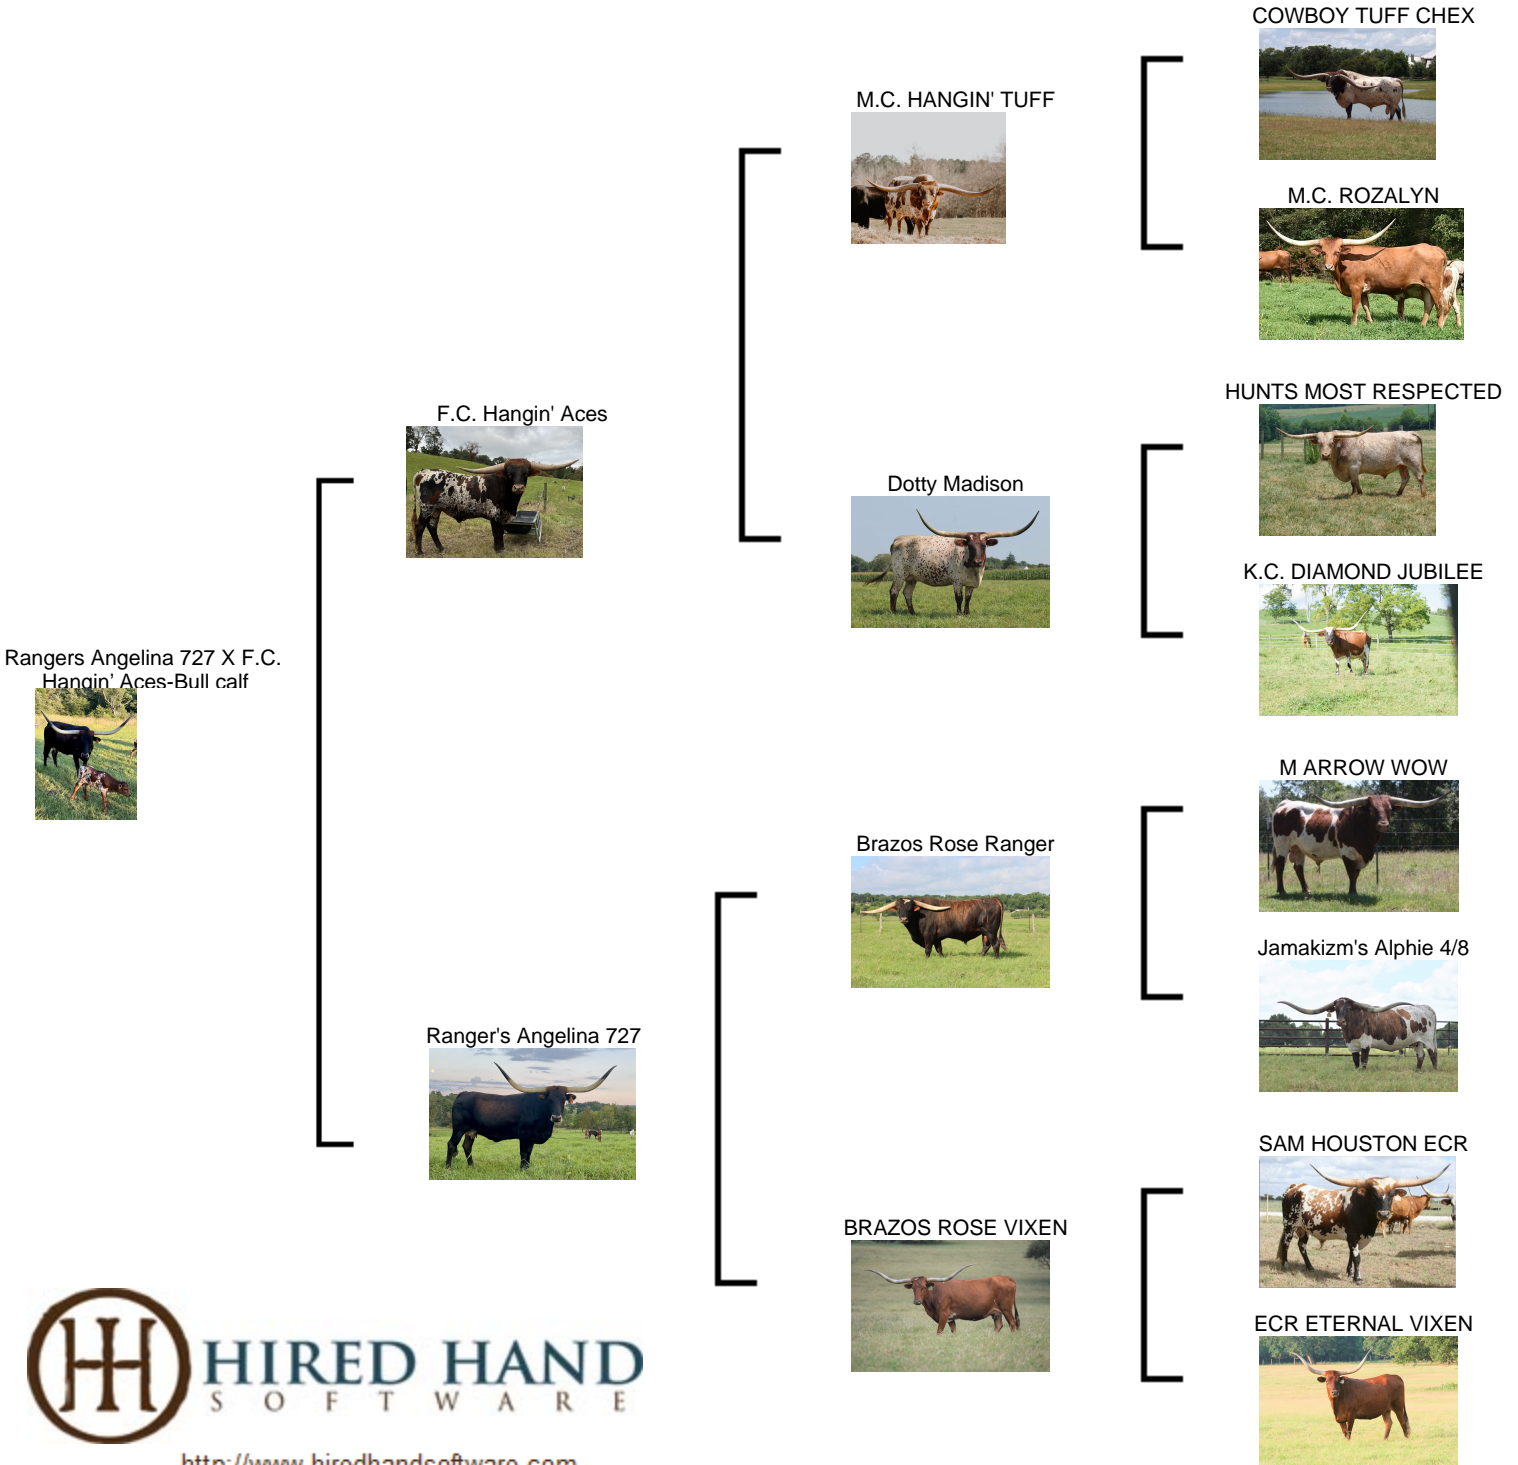 COWBOY TUFF CHEX
M.C. HANGIN' TUFF
M.C. ROZALYN
HUNTS MOST RESPECTED
F.C. Hangin' Aces
Dotty Madison
K.C. DIAMOND JUBILEE
Rangers Angelina 727 X F.C.
Hangin' Aces-Bull calf
M ARROW WOW
Brazos Rose Ranger
Jamakizm's Alphie 4/8
Ranger's Angelina 727
SAM HOUSTON ECR
BRAZOS ROSE VIXEN
ECR ETERNAL VIXEN
HIRED HAND
SOFTWARE
http://www.hiredhandsoftware.com